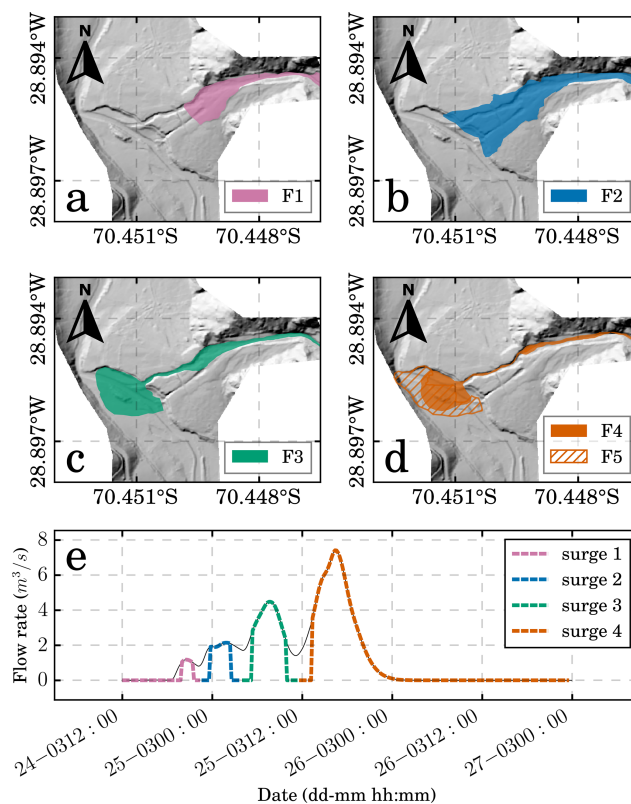 N
N
28.894°W
28.897°W
a
F1
b
F2
70.451°S
70.448°S
70.451°S
70.448°S
N
N
28.894°W
28.897°W
c
F3
d
F4
F5
28.894°W
28.897°W
28.894°W
28.897°W
70.451°S
70.448°S
70.451°S
70.448°S
e
Flow rate (m³/s)
8
6
4
2
0
surge 1
surge 2
surge 3
surge 4
24−0312 : 00
25−0300 : 00
25−0312 : 00
26−0300 : 00
26−0312 : 00
27−0300 : 00
Date (dd-mm hh:mm)